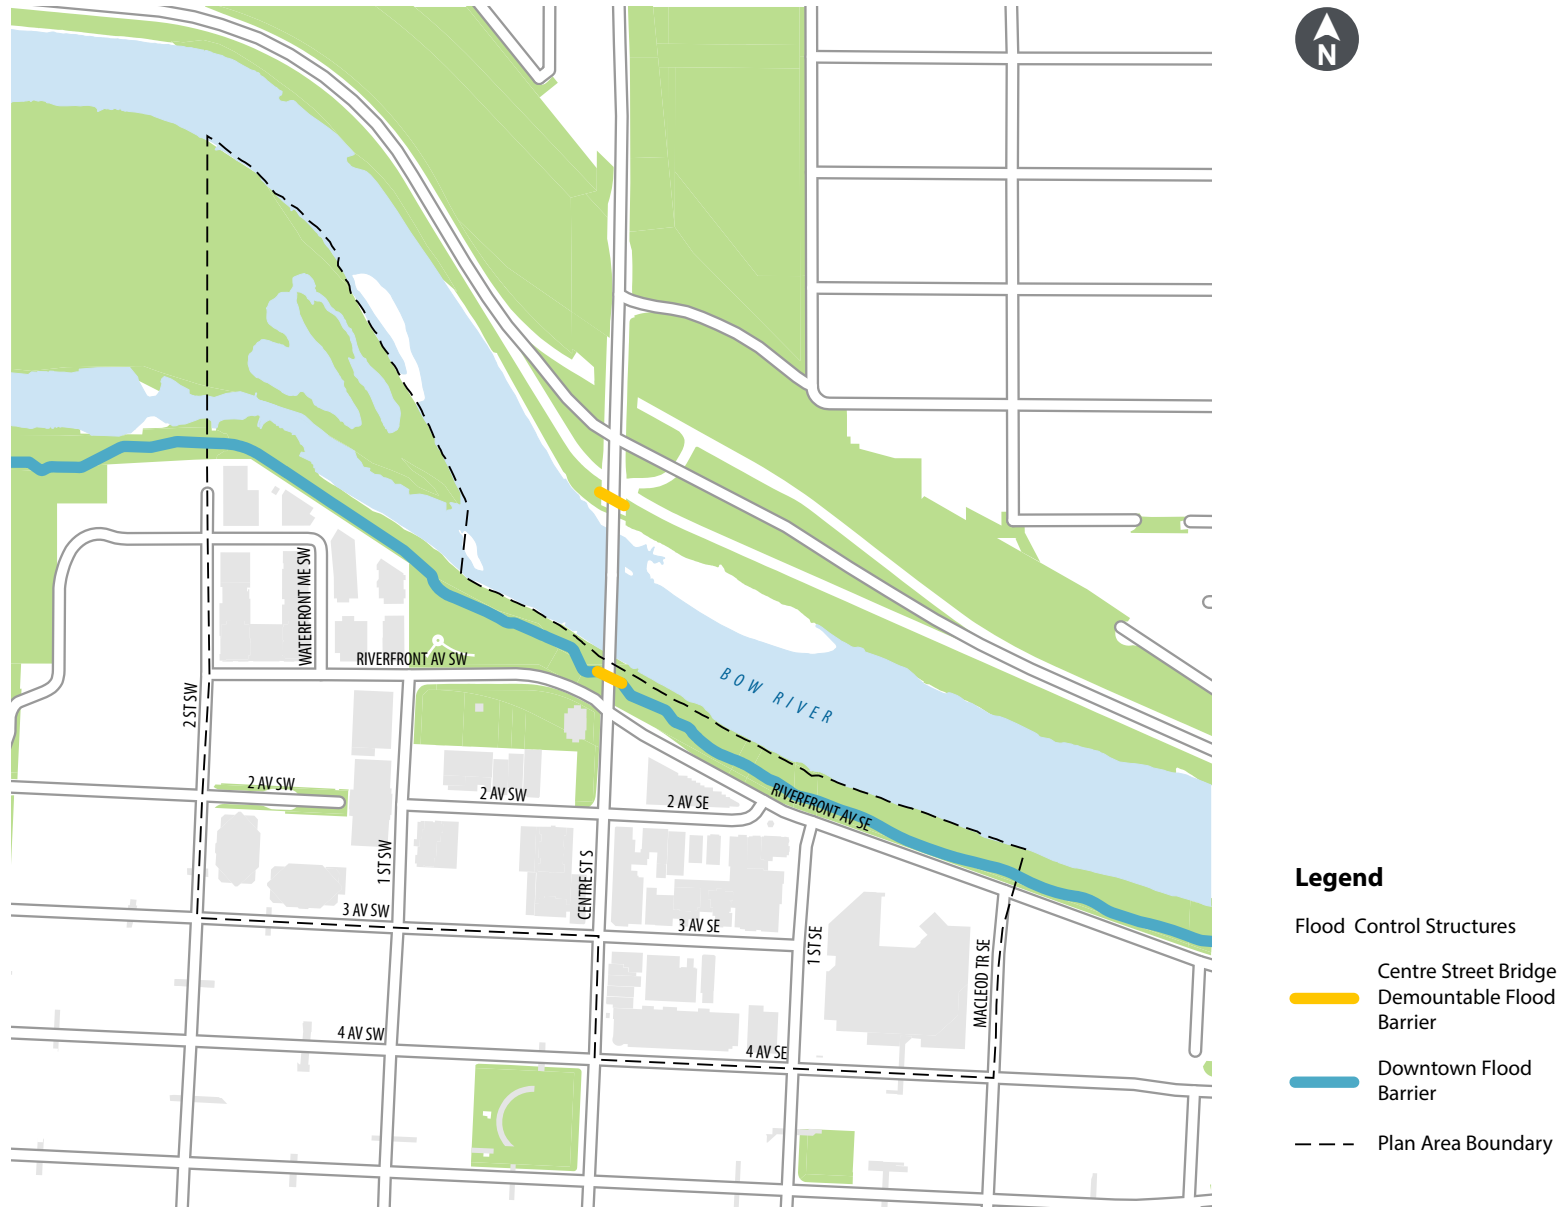 N
WATERFRONT ME SW
RIVERFRONT AV SW
2 ST SW
BOW RIVER
2 AV SW
2 AV SW
2 AV SE
RIVERFRONT AV SE
1 ST SW
CENTRE ST S
3 AV SW
3 AV SE
1 ST SE
MACLEOD TR SE
4 AV SW
4 AV SE
Legend
Flood Control Structures
Centre Street Bridge
Demountable Flood
Barrier
Downtown Flood
Barrier
Plan Area Boundary